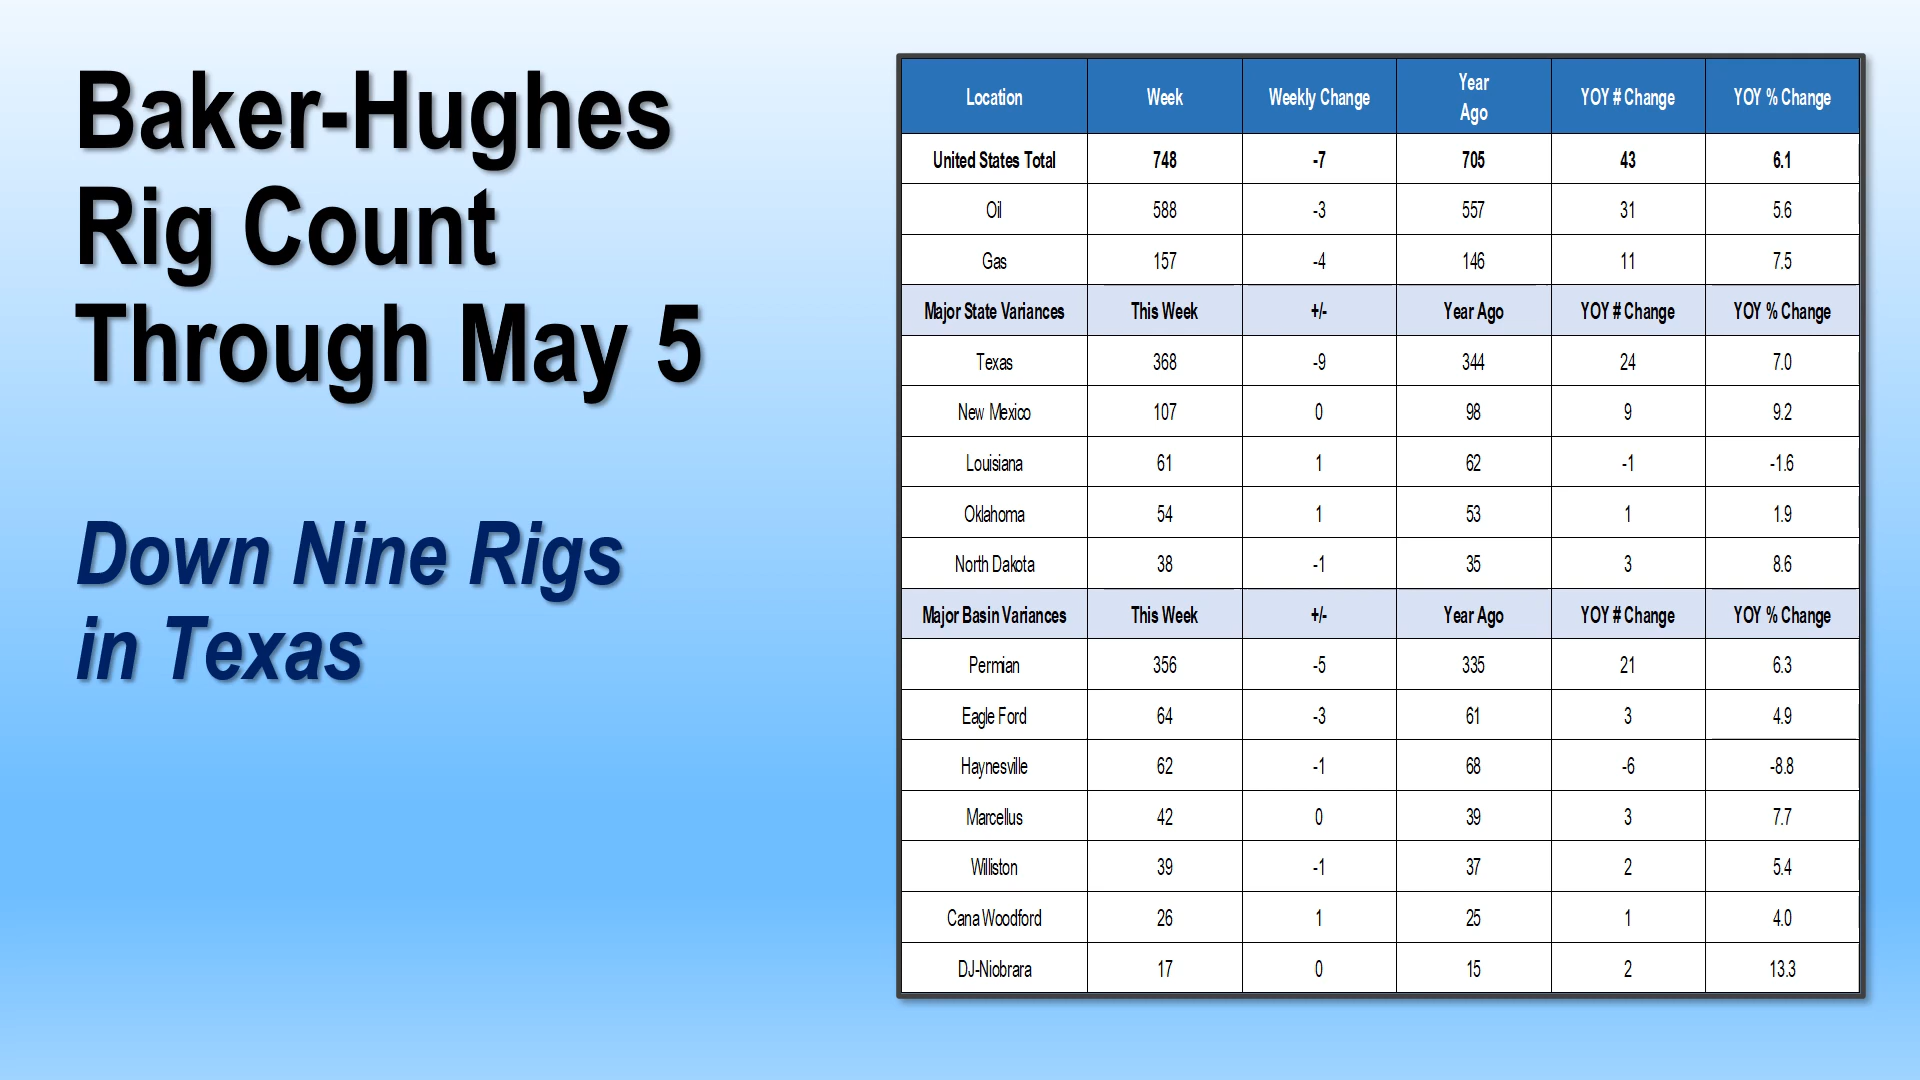 Baker-Hughes
Rig Count
Through May 5
Down Nine Rigs
in Texas
Location Week Weekly Change Year Ago YOY # Change YOY % Change
United States Total 748 -7 705 43 6.1
Oil 588 -3 557 31 5.6
Gas 157 -4 146 11 7.5
Major State Variances This Week +/- Year Ago YOY # Change YOY % Change
Texas 368 -9 344 24 7.0
New Mexico 107 0 98 9 9.2
Louisiana 61 1 62 -1 -1.6
Oklahoma 54 1 53 1 1.9
North Dakota 38 -1 35 3 8.6
Major Basin Variances This Week +/- Year Ago YOY # Change YOY % Change
Permian 356 -5 335 21 6.3
Eagle Ford 64 -3 61 3 4.9
Haynesville 62 -1 68 -6 -8.8
Marcellus 42 0 39 3 7.7
Williston 39 -1 37 2 5.4
Cana Woodford 26 1 25 1 4.0
DJ-Niobrara 17 0 15 2 13.3